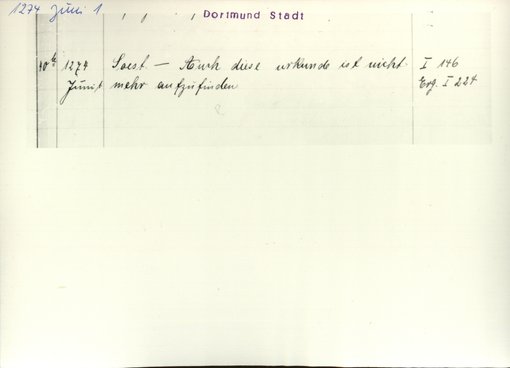 1274 Juni 1
Dortmund Stadt
1274 Soest — Auch diese urkunde ist nicht I 146
Juni 1 mehr aufzufinden Erg. I 224